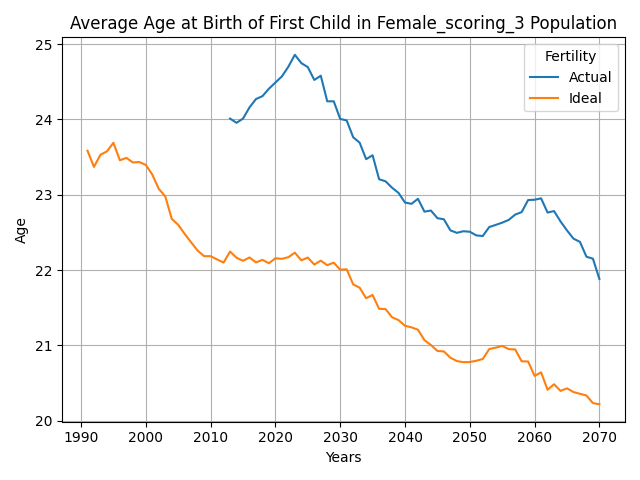 Average Age at Birth of First Child in Female_scoring_3 Population
Fertility
Actual
Ideal
25
24
23
22
21
20
Age
1990 2000 2010 2020 2030 2040 2050 2060 2070
Years